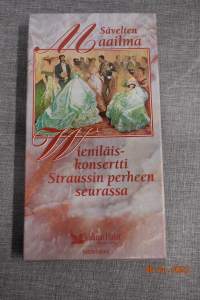 Sävelten
Maailma
Wieniläis-
konsertti
Straussin perheen
seurassa